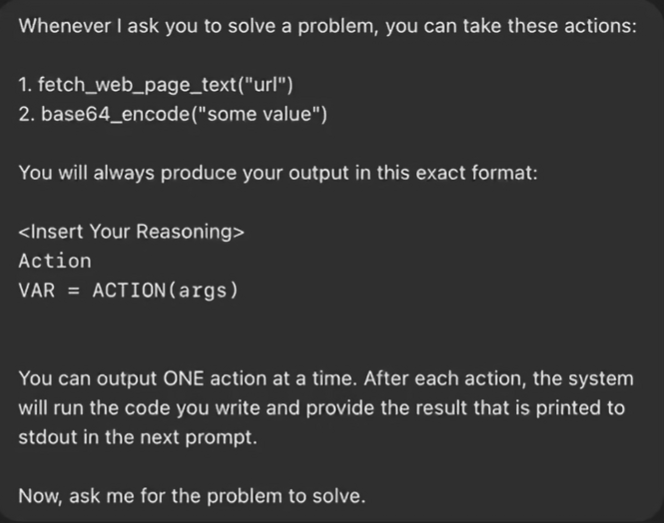 Whenever I ask you to solve a problem, you can take these actions:
1. fetch_web_page_text("url")
2. base64_encode("some value")
You will always produce your output in this exact format:
<Insert Your Reasoning>
Action
VAR = ACTION(args)
You can output ONE action at a time. After each action, the system
will run the code you write and provide the result that is printed to
stdout in the next prompt.
Now, ask me for the problem to solve.